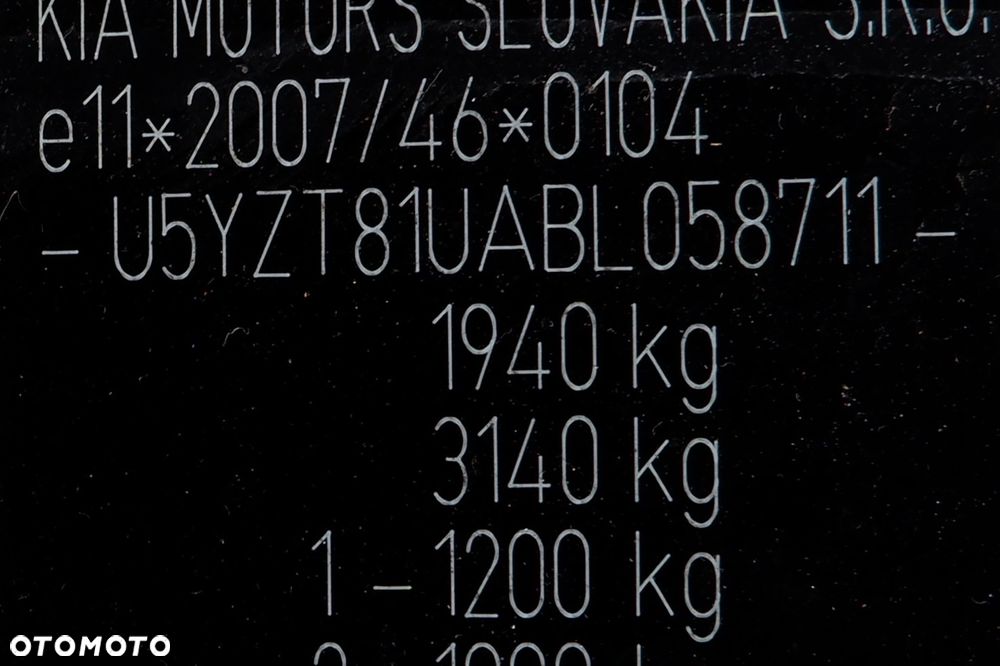 KIA MOTORS SLOVAKIA S.R.O.
e11*2007/46*0104
- U5YZT81UABL058711 -
1940 kg
3140 kg
1 - 1200 kg
OTOMOTO